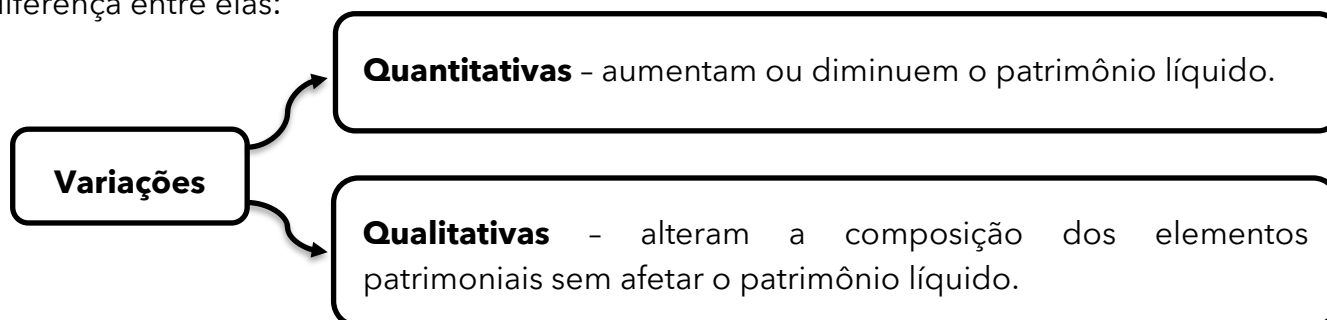 diferença entre elas:
Quantitativas – aumentam ou diminuem o patrimônio líquido.
Variações
Qualitativas – alteram a composição dos elementos
patrimoniais sem afetar o patrimônio líquido.